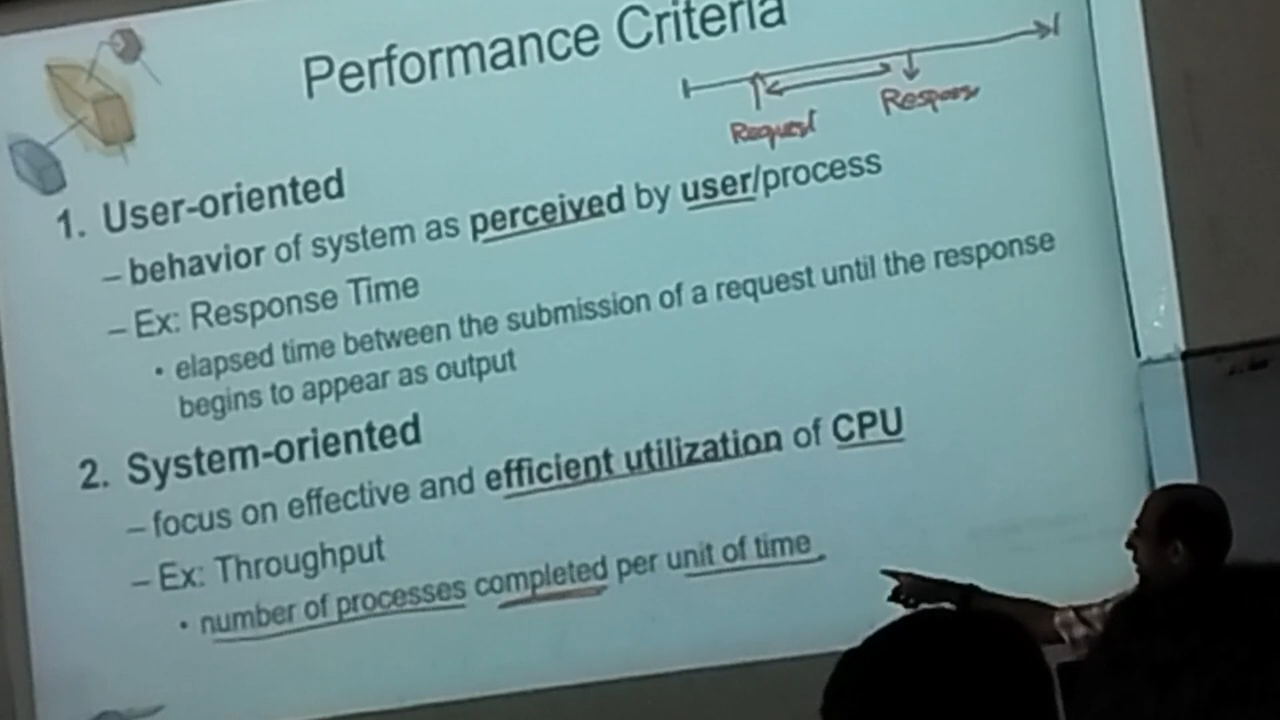 Performance Criteria
Request
Response
1. User-oriented
– behavior of system as perceived by user/process
– Ex: Response Time
• elapsed time between the submission of a request until the response
begins to appear as output
2. System-oriented
– focus on effective and efficient utilization of CPU
– Ex: Throughput
• number of processes completed per unit of time